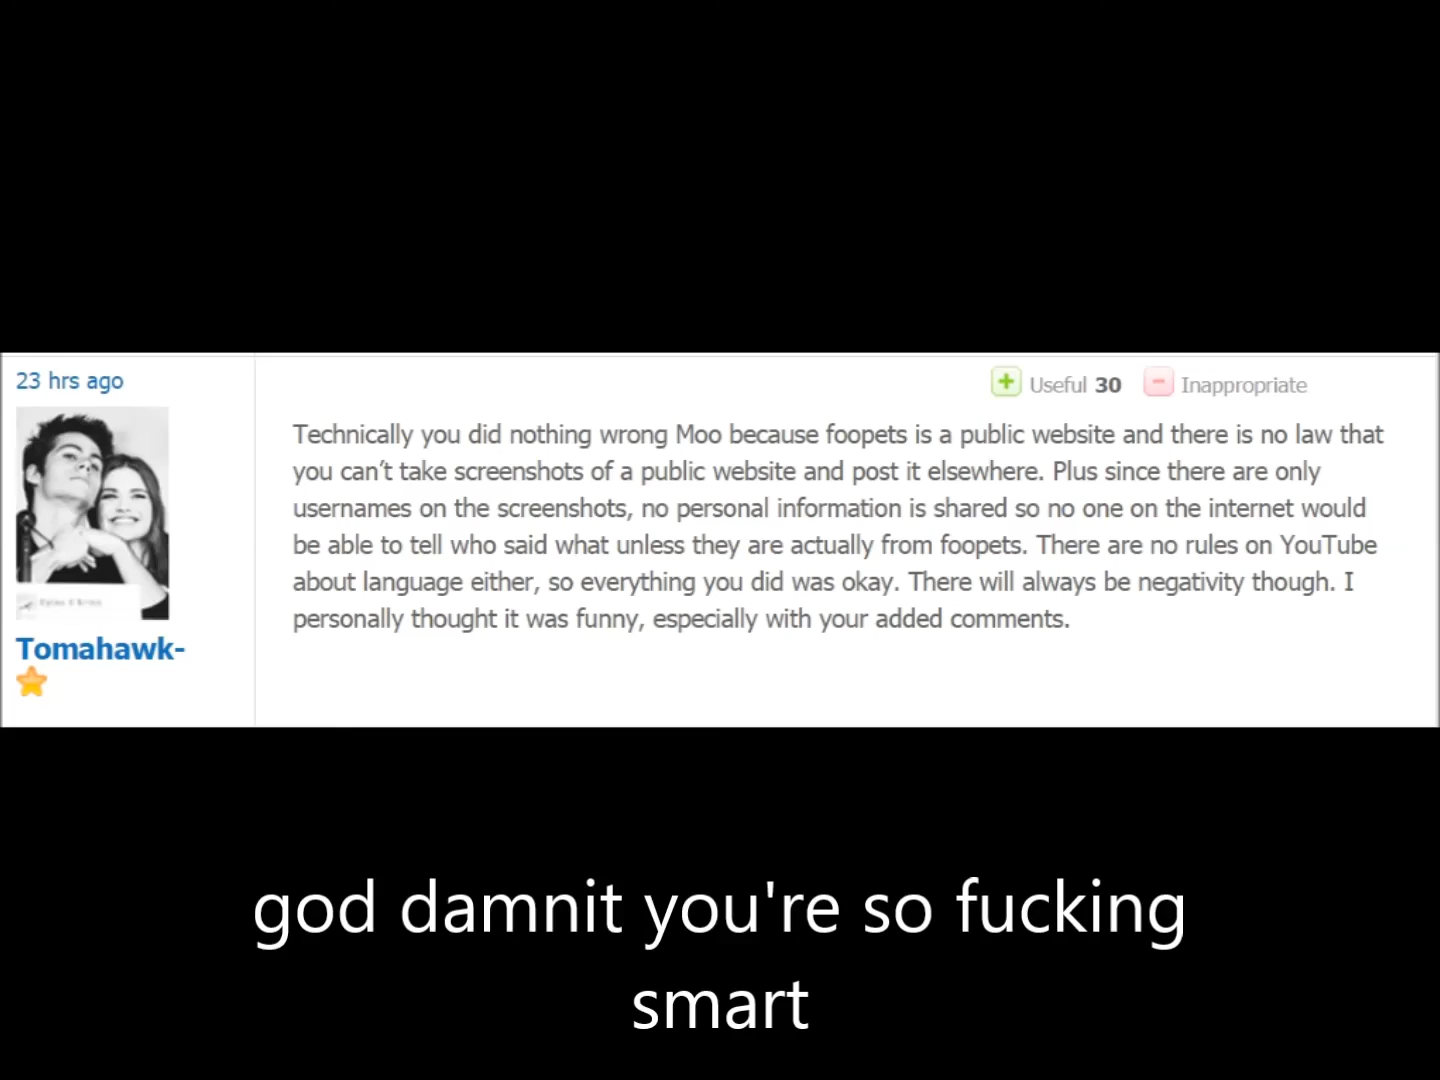 23 hrs ago
Useful 30 Inappropriate
Technically you did nothing wrong Moo because foopets is a public website and there is no law that
you can’t take screenshots of a public website and post it elsewhere. Plus since there are only
usernames on the screenshots, no personal information is shared so no one on the internet would
be able to tell who said what unless they are actually from foopets. There are no rules on YouTube
about language either, so everything you did was okay. There will always be negativity though. I
personally thought it was funny, especially with your added comments.
Tomahawk-
god damnit you're so fucking
smart